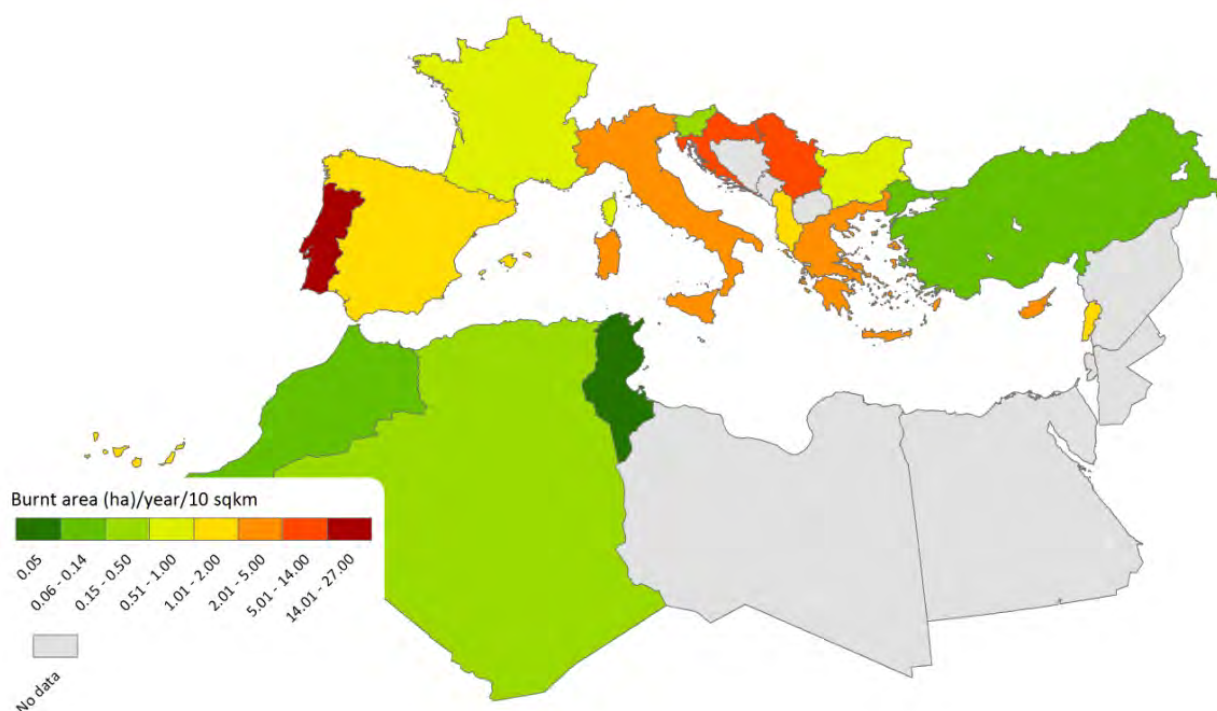 Burnt area (ha)/year/10 sqkm
0.05
0.06 - 0.14
0.15 - 0.50
0.51 - 1.00
1.01 - 2.00
2.01 - 5.00
5.01 - 14.00
14.01 - 27.00
No data